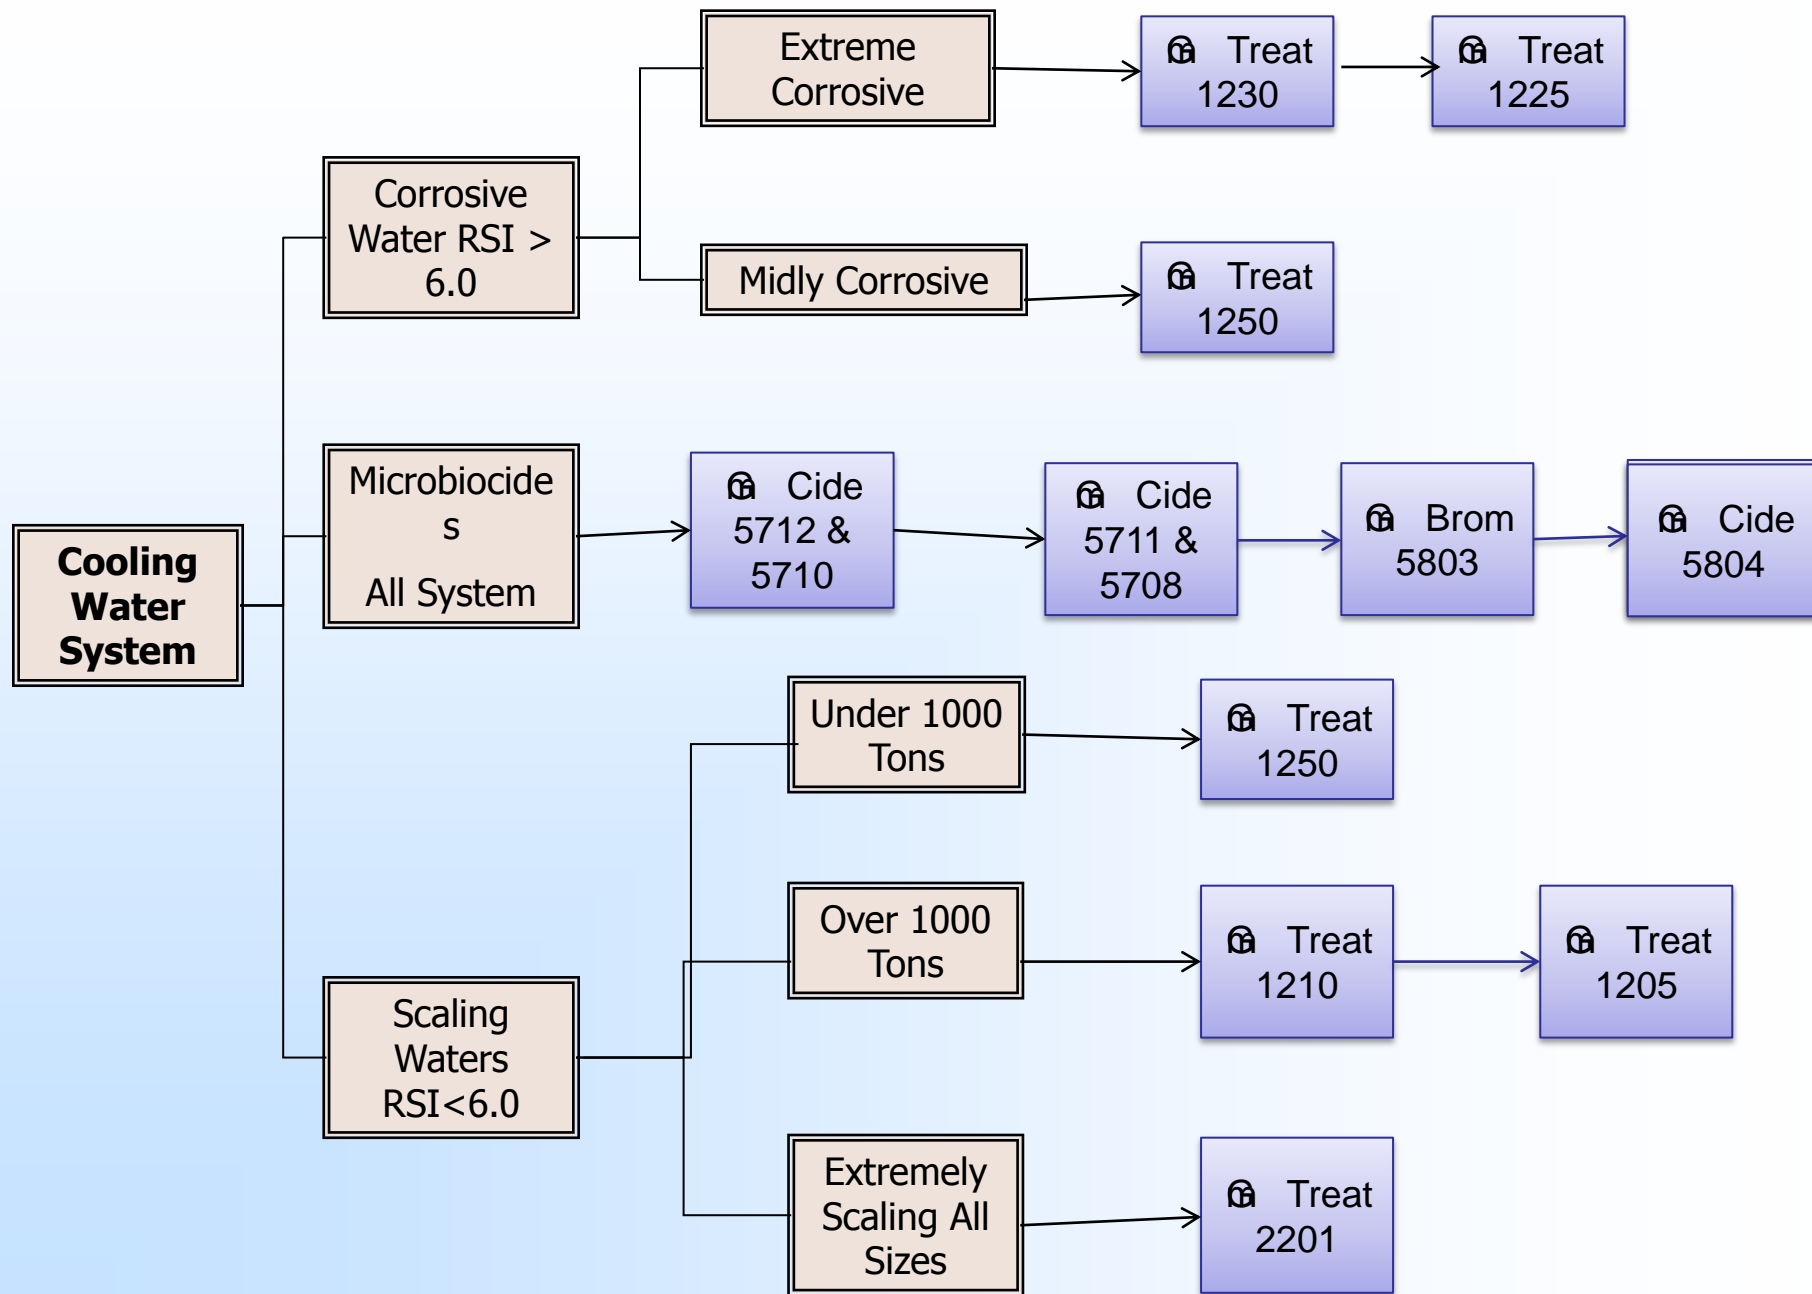 Extreme
Corrosive
Treat
1230
Treat
1225
Corrosive
Water RSI >
6.0
Midly Corrosive
Treat
1250
Microbiocide
s
All System
Cide
5712 &
5710
Cide
5711 &
5708
Brom
5803
Cide
5804
Cooling
Water
System
Under 1000
Tons
Treat
1250
Over 1000
Tons
Treat
1210
Treat
1205
Scaling
Waters
RSI<6.0
Extremely
Scaling All
Sizes
Treat
2201